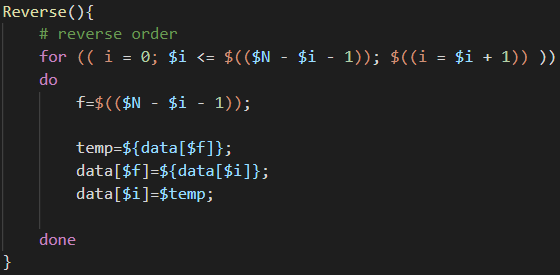 Reverse(){
# reverse order
for (( i = 0; $i <= $(($N - $i - 1)); $((i = $i + 1)) ))
do
f=$(($N - $i - 1));
temp=${data[$f]};
data[$f]=${data[$i]};
data[$i]=$temp;
done
}